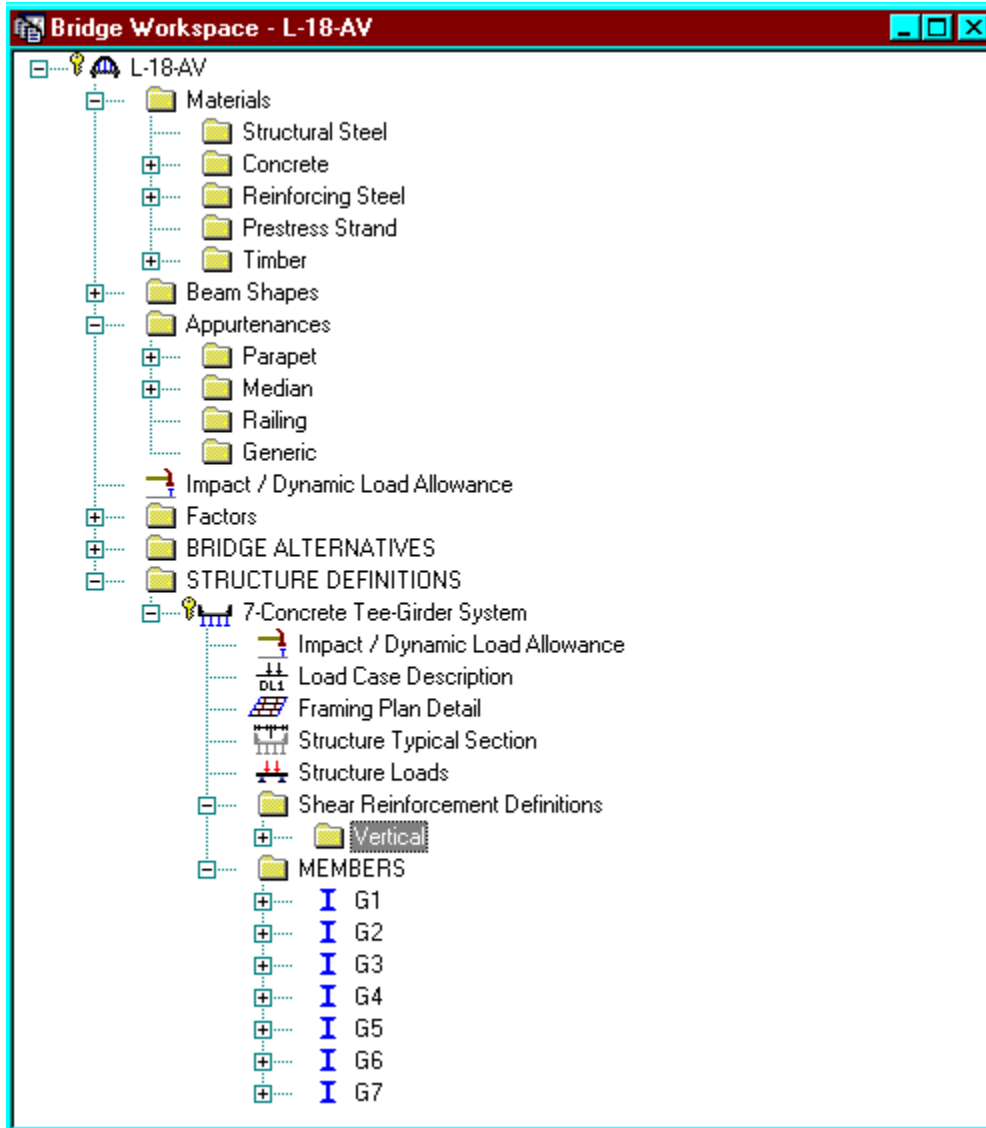 Bridge Workspace - L-18-AV
L-18-AV
Materials
Structural Steel
Concrete
Reinforcing Steel
Prestress Strand
Timber
Beam Shapes
Appurtenances
Parapet
Median
Railing
Generic
Impact / Dynamic Load Allowance
Factors
BRIDGE ALTERNATIVES
STRUCTURE DEFINITIONS
7-Concrete Tee-Girder System
Impact / Dynamic Load Allowance
DL1 Load Case Description
Framing Plan Detail
Structure Typical Section
Structure Loads
Shear Reinforcement Definitions
Vertical
MEMBERS
G1
G2
G3
G4
G5
G6
G7